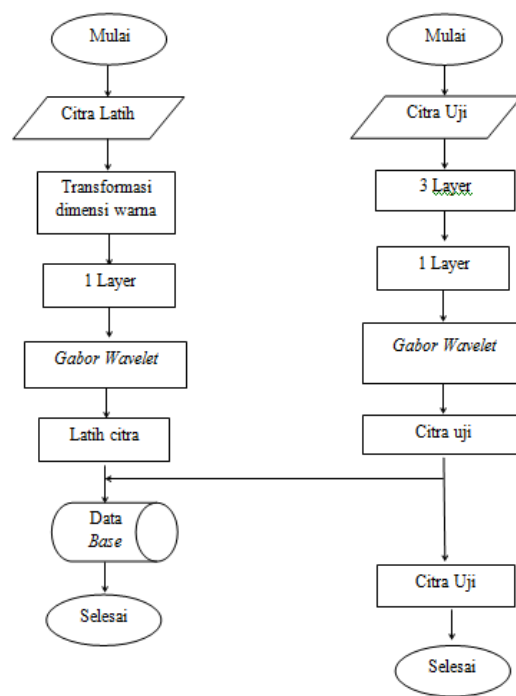 Mulai
Citra Latih
Transformasi
dimensi warna
1 Layer
Gabor Wavelet
Latih citra
Data
Base
Selesai
Mulai
Citra Uji
3 Layer
1 Layer
Gabor Wavelet
Citra uji
Citra Uji
Selesai